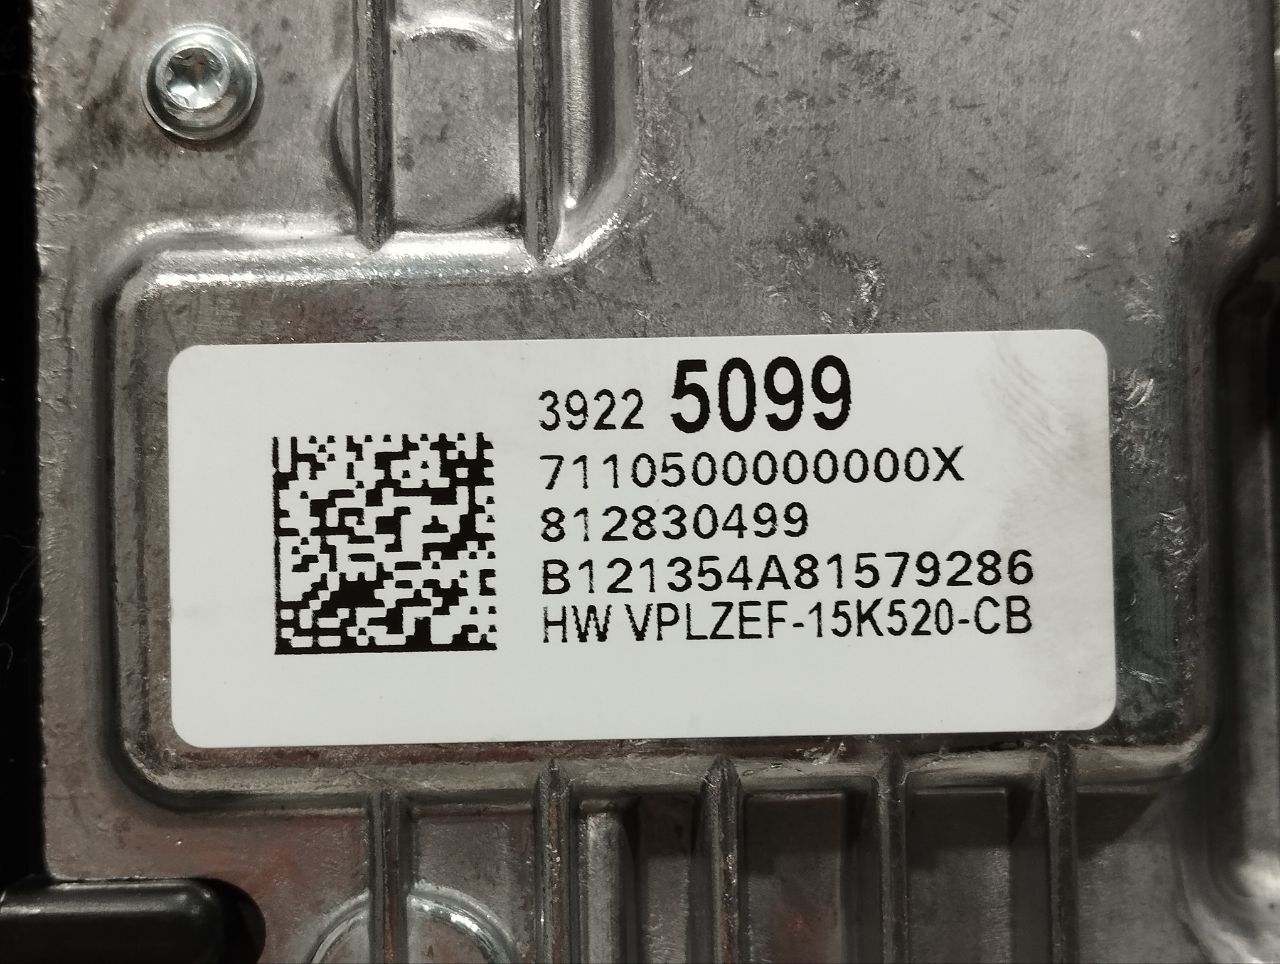 3922 5099
7110500000000X
812830499
B121354A81579286
HW VPLZEF-15K520-CB